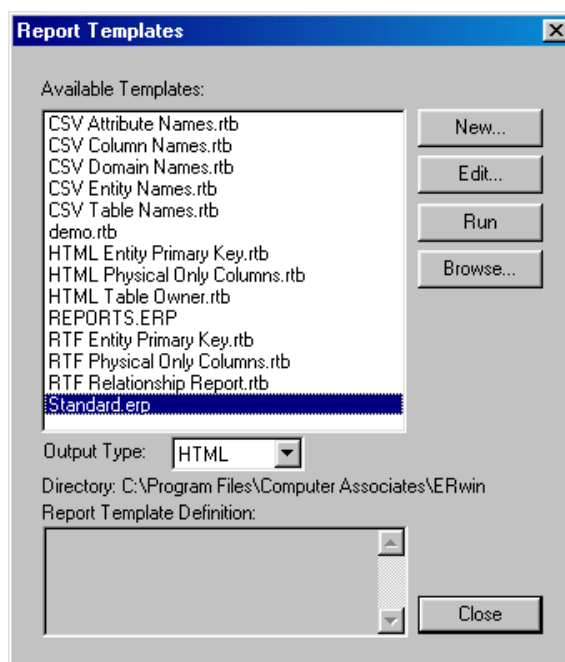 Report Templates
Available Templates:
CSV Attribute Names.rtb
CSV Column Names.rtb
CSV Domain Names.rtb
CSV Entity Names.rtb
CSV Table Names.rtb
demo.rtb
HTML Entity Primary Key.rtb
HTML Physical Only Columns.rtb
HTML Table Owner.rtb
REPORTS.ERP
RTF Entity Primary Key.rtb
RTF Physical Only Columns.rtb
RTF Relationship Report.rtb
Standard.erp
New...
Edit...
Run
Browse...
Output Type: HTML
Directory: C:\Program Files\Computer Associates\ERwin
Report Template Definition:
Close